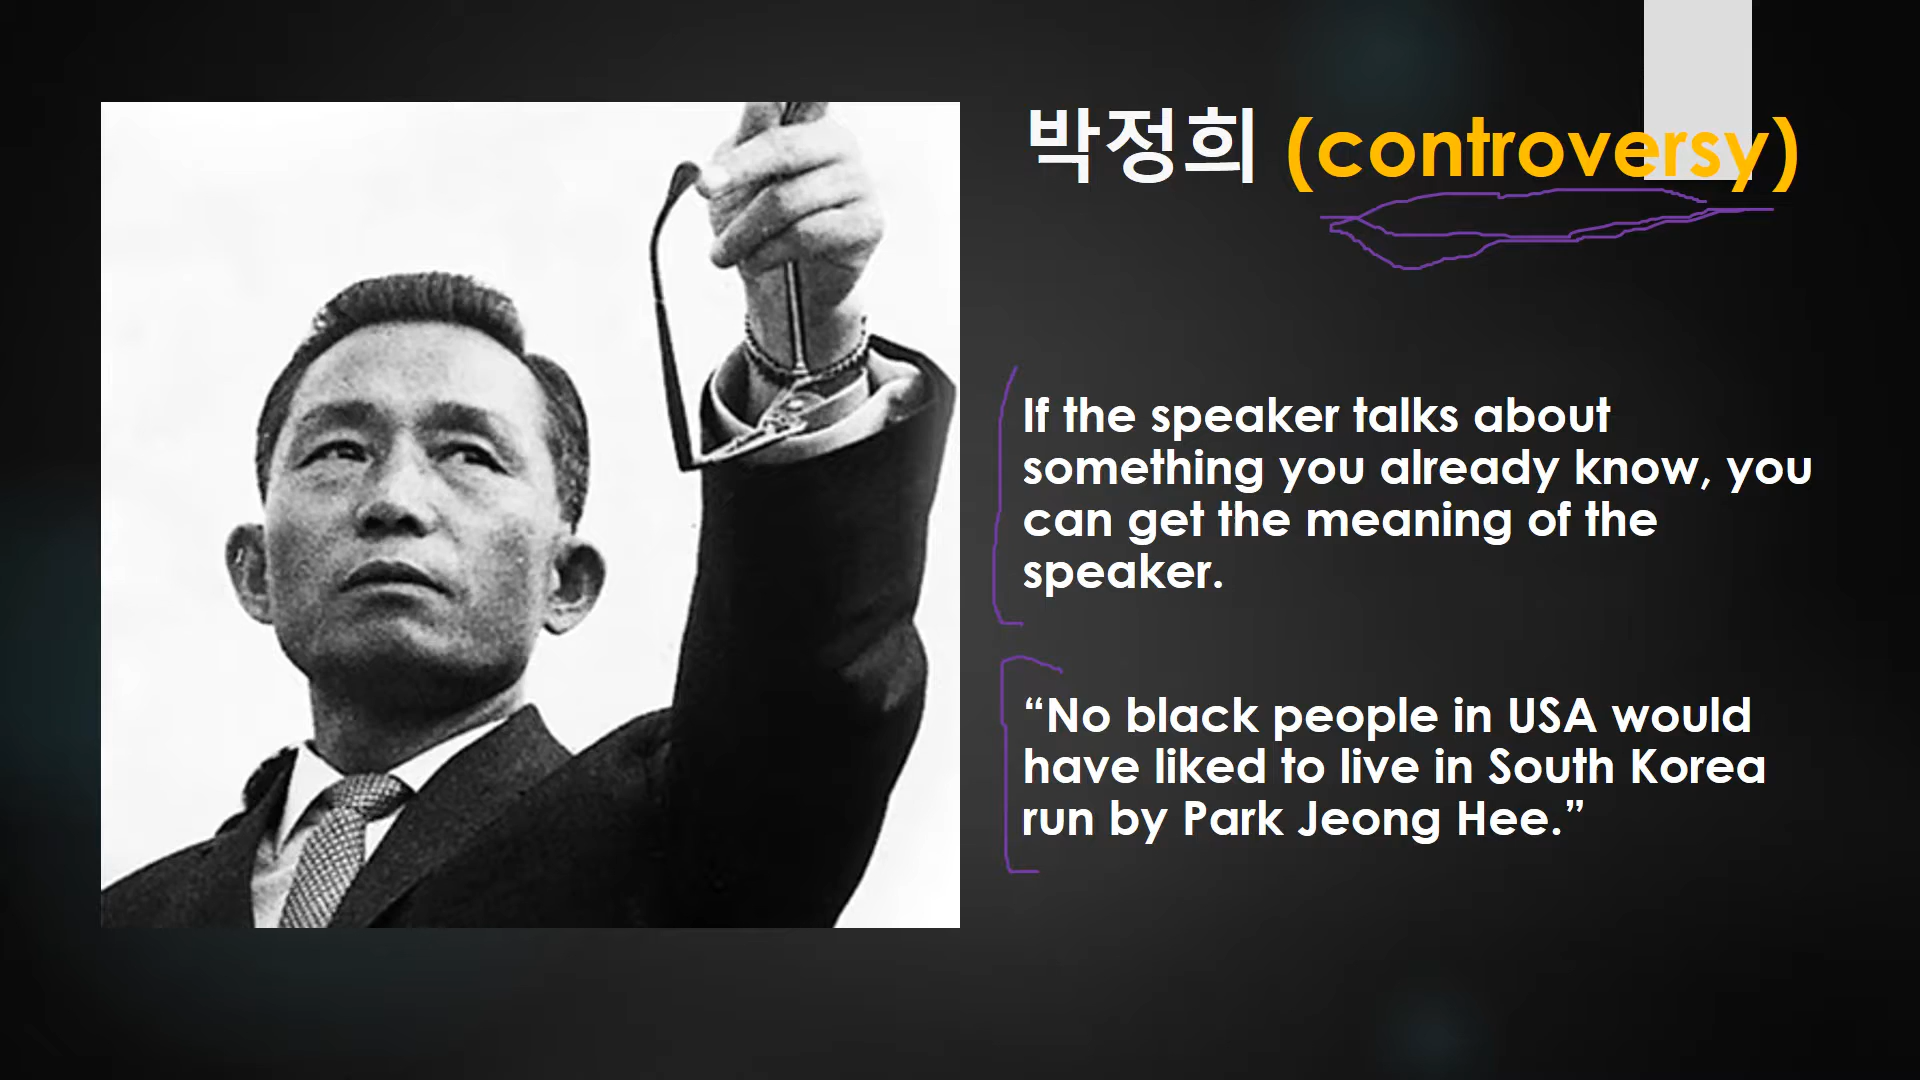 박정희 (controversy)
If the speaker talks about
something you already know, you
can get the meaning of the
speaker.
“No black people in USA would
have liked to live in South Korea
run by Park Jeong Hee.”